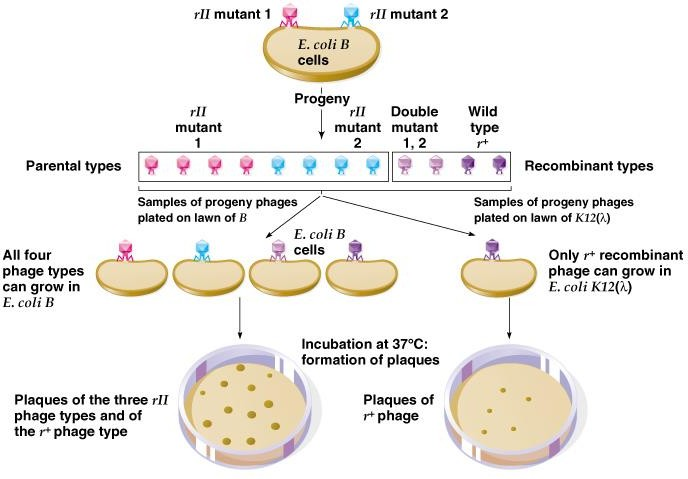 rII mutant 1
rII mutant 2
E. coli B
cells
Progeny
rII
mutant
1
rII
mutant
2
Double
mutant
1, 2
Wild
type
r+
Parental types
Recombinant types
Samples of progeny phages
plated on lawn of B
Samples of progeny phages
plated on lawn of K12(λ)
All four
phage types
can grow in
E. coli B
E. coli B
cells
Only r+ recombinant
phage can grow in
E. coli K12(λ)
Incubation at 37°C:
formation of plaques
Plaques of the three rII
phage types and of
the r+ phage type
Plaques of
r+ phage